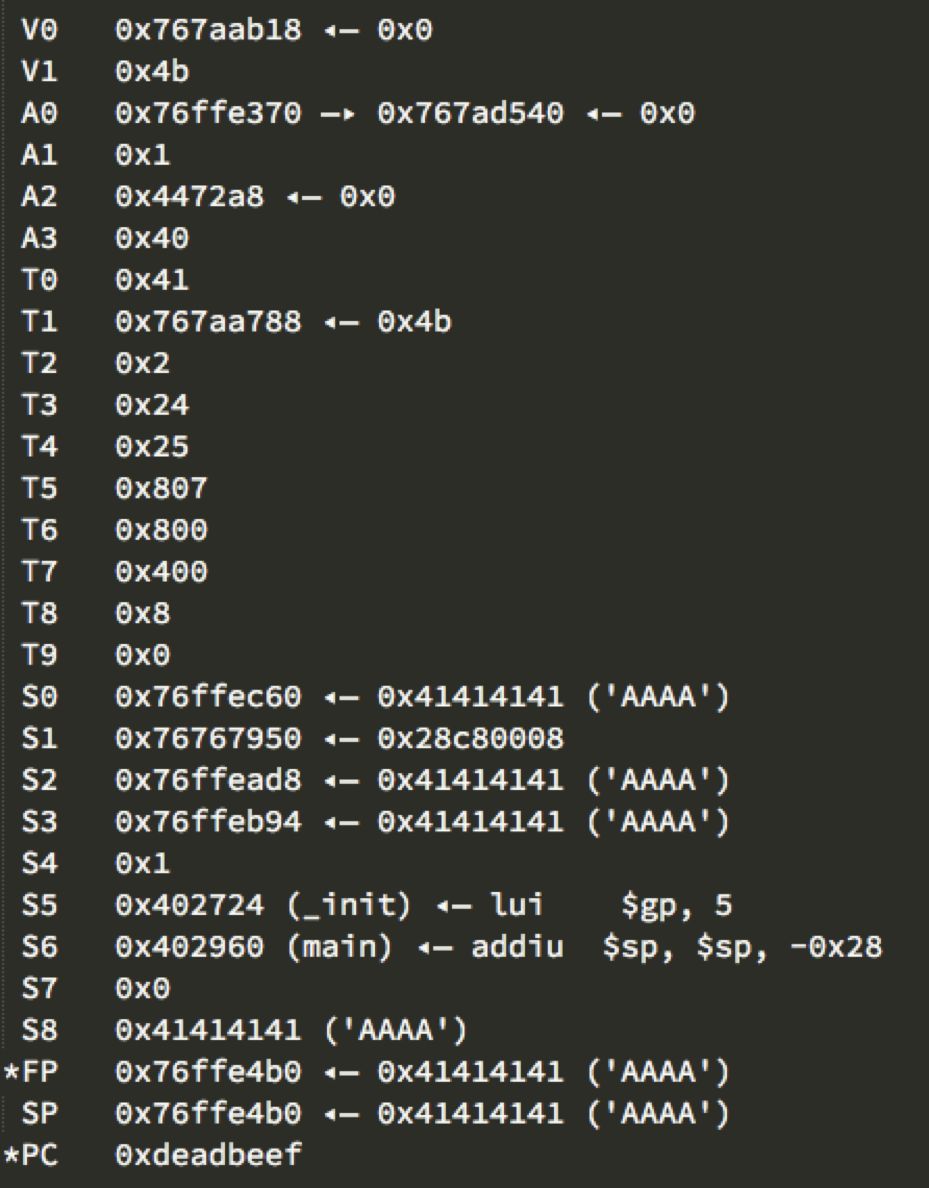 V0 0x767aab18 ◂— 0x0
V1 0x4b
A0 0x76ffe370 —▸ 0x767ad540 ◂— 0x0
A1 0x1
A2 0x4472a8 ◂— 0x0
A3 0x40
T0 0x41
T1 0x767aa788 ◂— 0x4b
T2 0x2
T3 0x24
T4 0x25
T5 0x807
T6 0x800
T7 0x400
T8 0x8
T9 0x0
S0 0x76ffec60 ◂— 0x41414141 ('AAAA')
S1 0x76767950 ◂— 0x28c80008
S2 0x76ffead8 ◂— 0x41414141 ('AAAA')
S3 0x76ffeb94 ◂— 0x41414141 ('AAAA')
S4 0x1
S5 0x402724 (_init) ◂— lui $gp, 5
S6 0x402960 (main) ◂— addiu $sp, $sp, -0x28
S7 0x0
S8 0x41414141 ('AAAA')
*FP 0x76ffe4b0 ◂— 0x41414141 ('AAAA')
SP 0x76ffe4b0 ◂— 0x41414141 ('AAAA')
*PC 0xdeadbeef